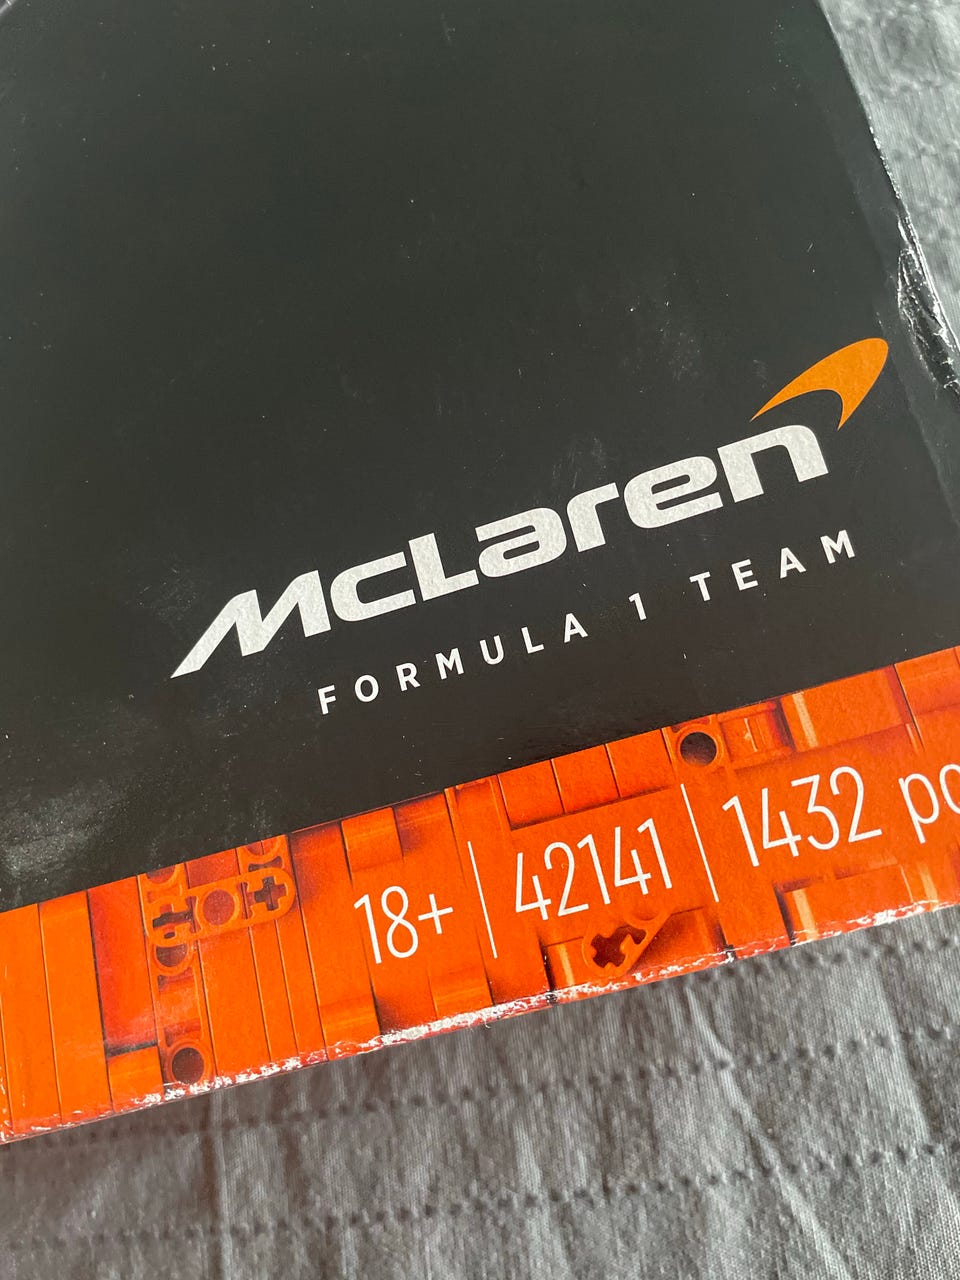 McLaren
FORMULA 1 TEAM
18+ | 42141 | 1432 pc